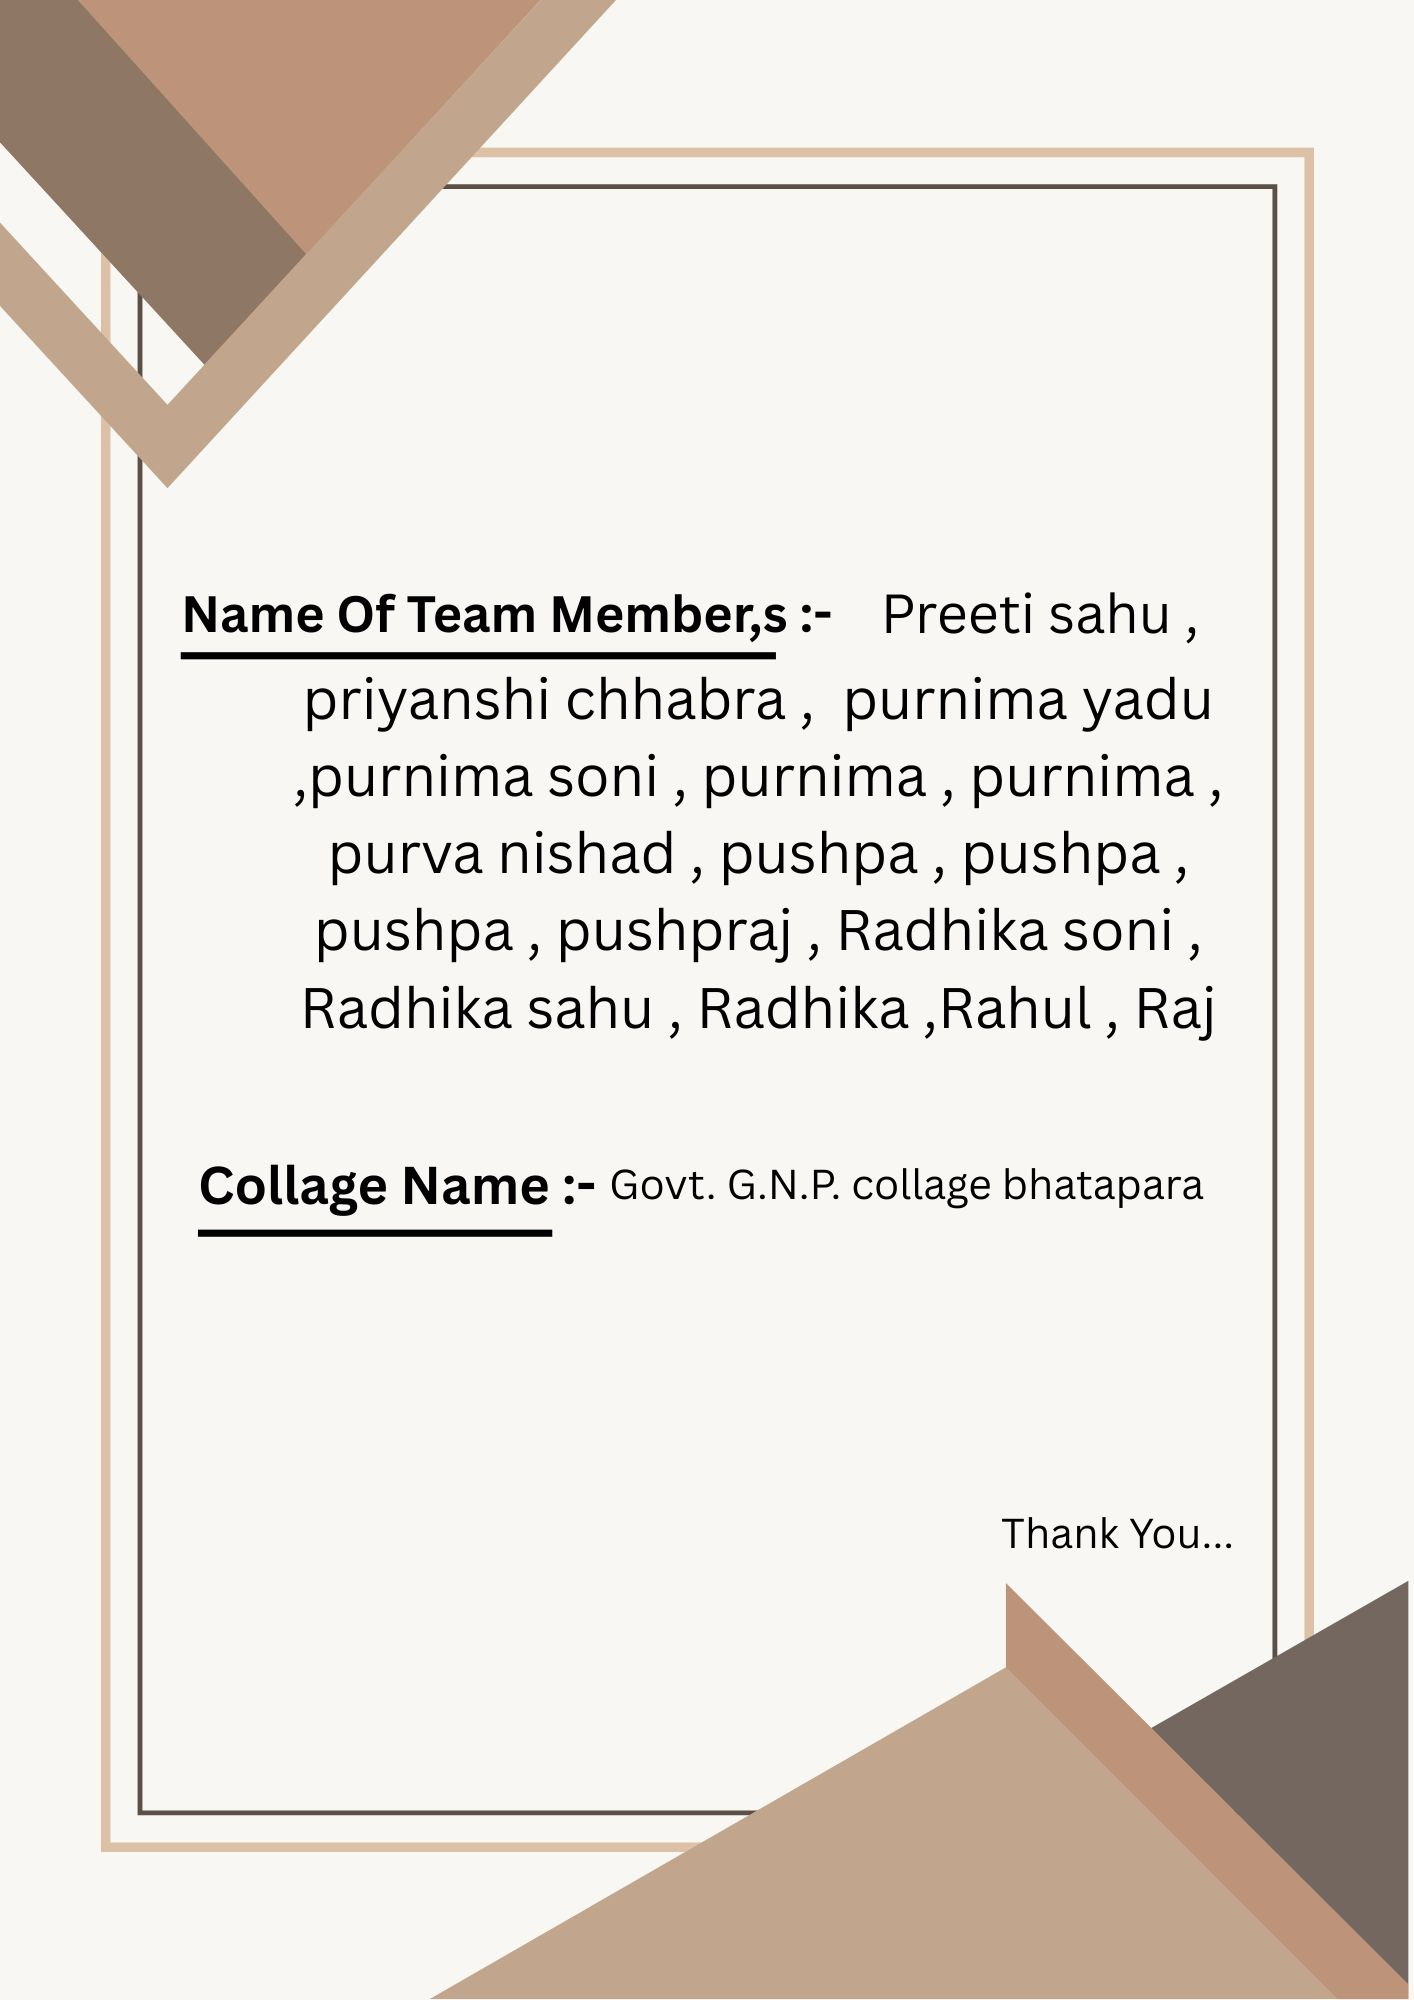 Name Of Team Member,s :- Preeti sahu ,
priyanshi chhabra , purnima yadu
,purnima soni , purnima , purnima ,
purva nishad , pushpa , pushpa ,
pushpa , pushpraj , Radhika soni ,
Radhika sahu , Radhika ,Rahul , Raj
Collage Name :- Govt. G.N.P. collage bhatapara
Thank You...